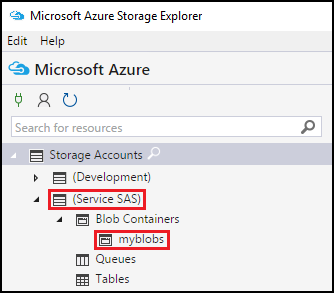 Microsoft Azure Storage Explorer
Edit Help
Microsoft Azure
Search for resources
Storage Accounts
(Development)
(Service SAS)
Blob Containers
myblobs
Queues
Tables